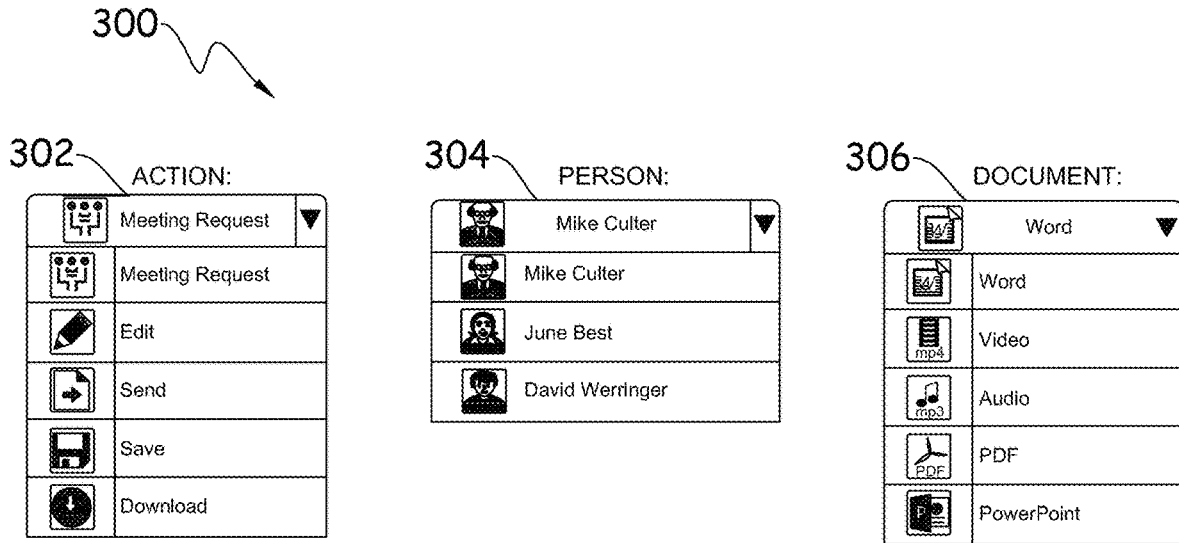 300
302
ACTION:
Meeting Request
Meeting Request
Edit
Send
Save
Download
304
PERSON:
Mike Culter
Mike Culter
June Best
David Werringer
306
DOCUMENT:
Word
Word
mp4
Video
mp3
Audio
PDF
PDF
P
PowerPoint